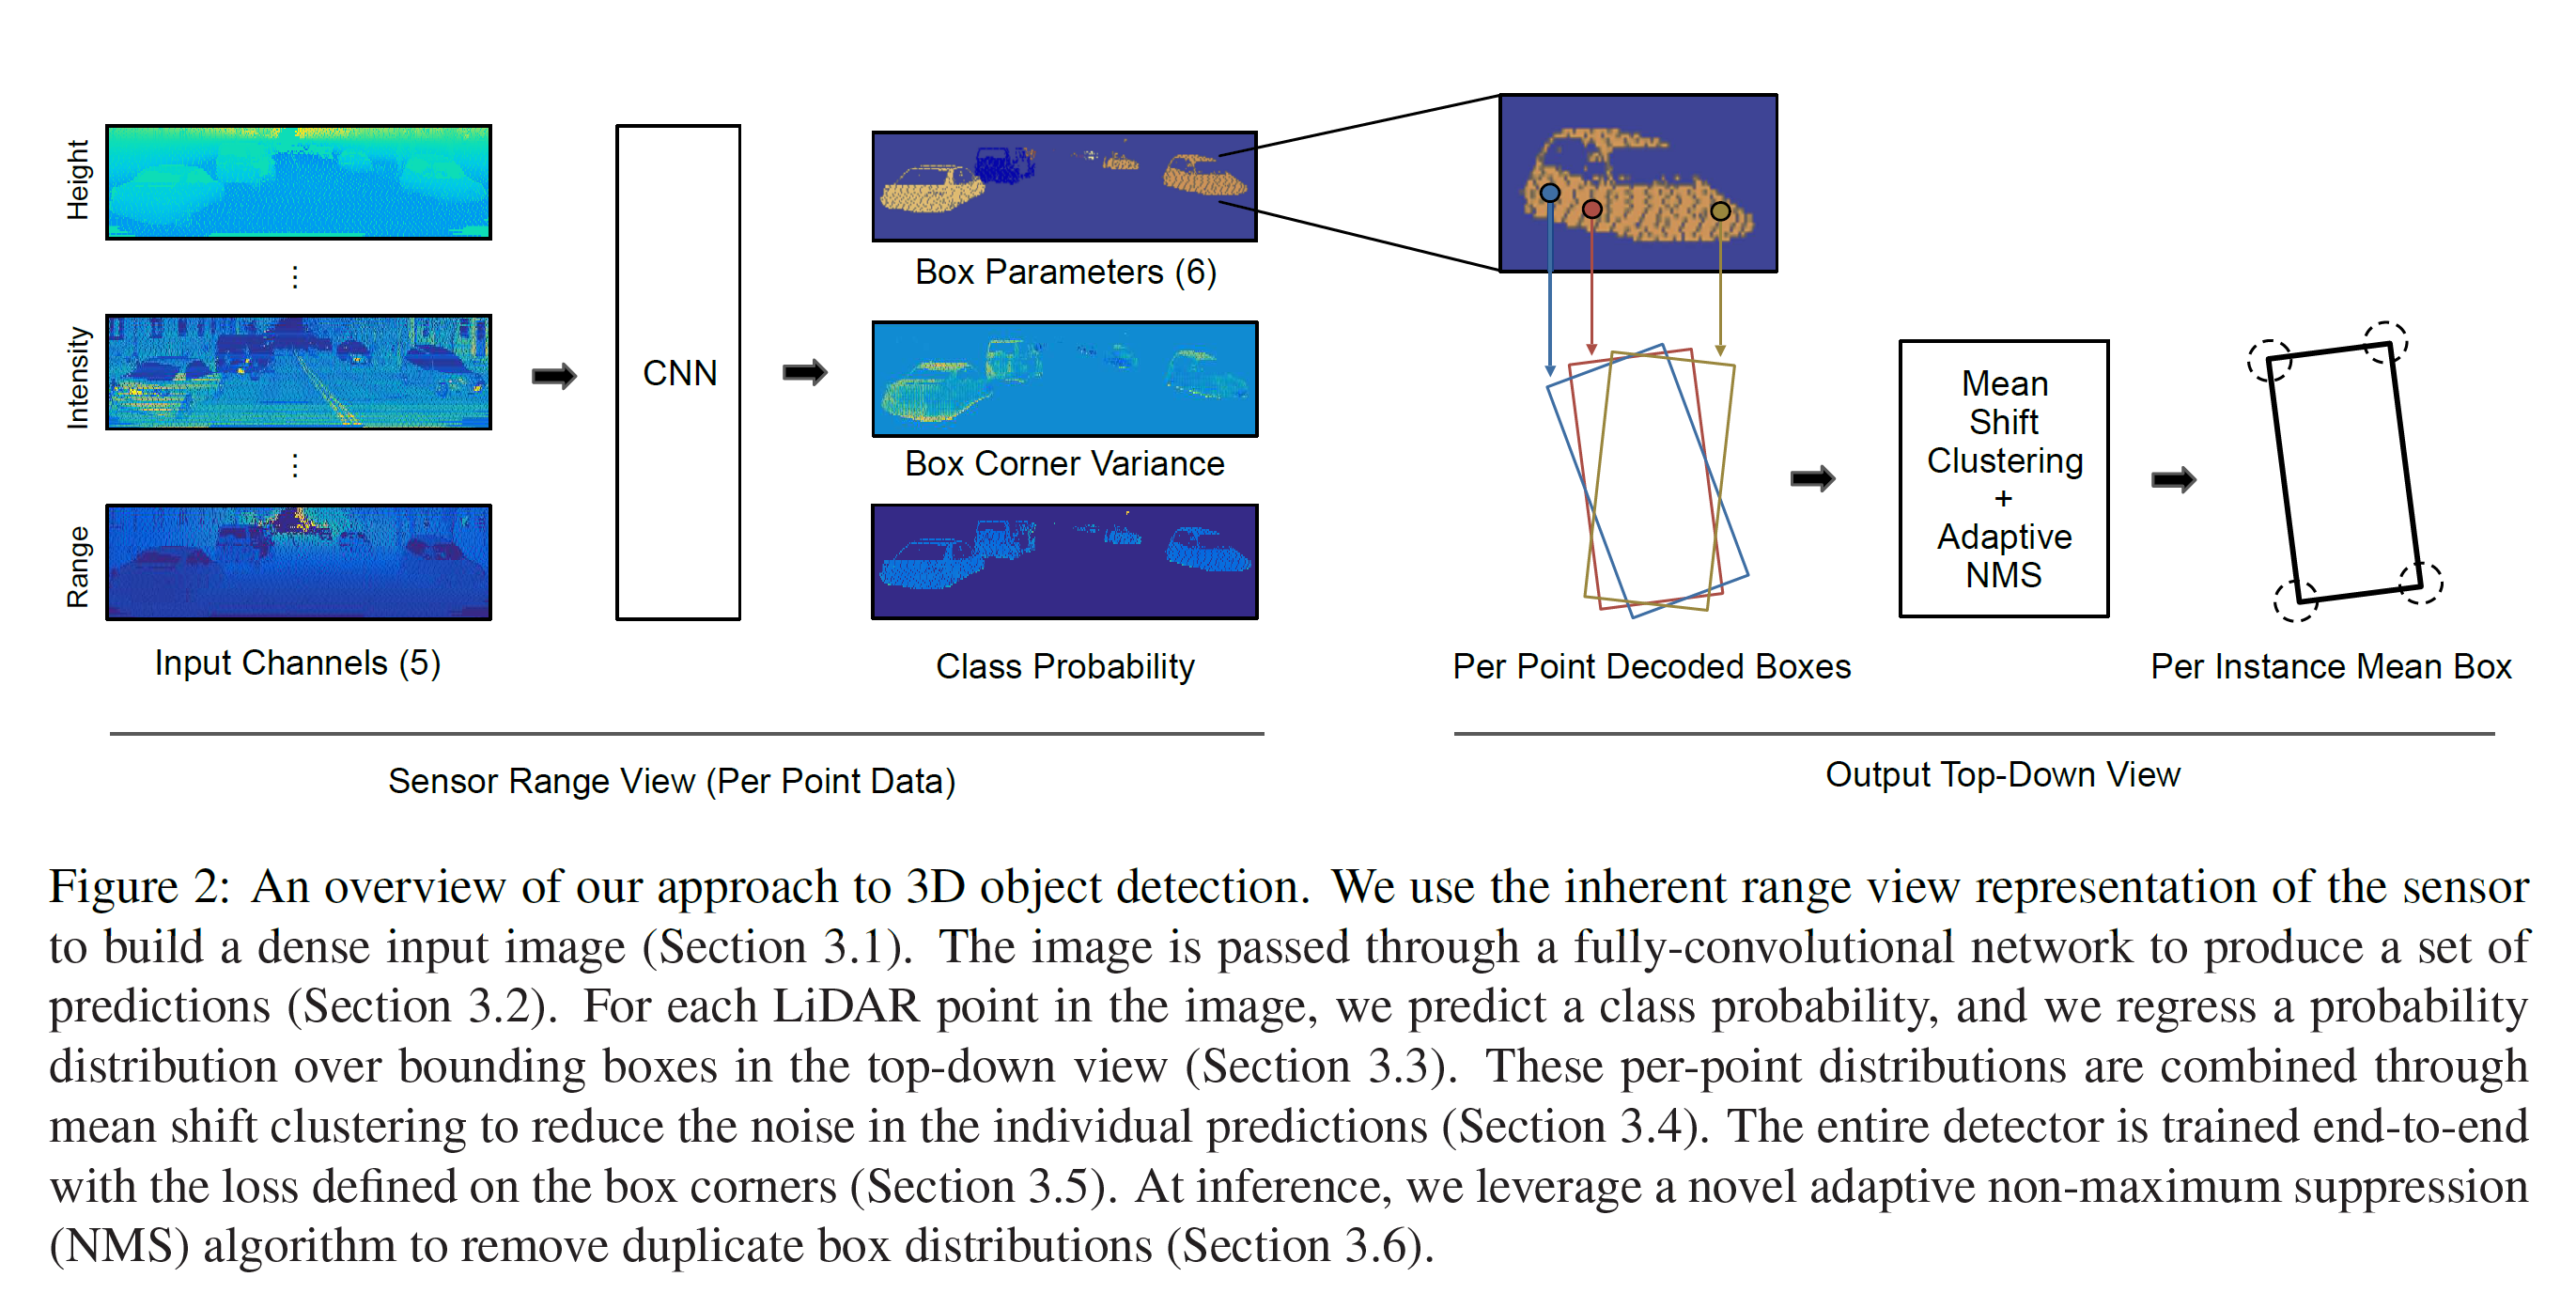 Height
Intensity
Range
⋮
⋮
Input Channels (5)
CNN
Box Parameters (6)
Box Corner Variance
Class Probability
Per Point Decoded Boxes
Mean
Shift
Clustering
+
Adaptive
NMS
Per Instance Mean Box
Sensor Range View (Per Point Data)
Output Top-Down View
Figure 2: An overview of our approach to 3D object detection. We use the inherent range view representation of the sensor
to build a dense input image (Section 3.1). The image is passed through a fully-convolutional network to produce a set of
predictions (Section 3.2). For each LiDAR point in the image, we predict a class probability, and we regress a probability
distribution over bounding boxes in the top-down view (Section 3.3). These per-point distributions are combined through
mean shift clustering to reduce the noise in the individual predictions (Section 3.4). The entire detector is trained end-to-end
with the loss defined on the box corners (Section 3.5). At inference, we leverage a novel adaptive non-maximum suppression
(NMS) algorithm to remove duplicate box distributions (Section 3.6).